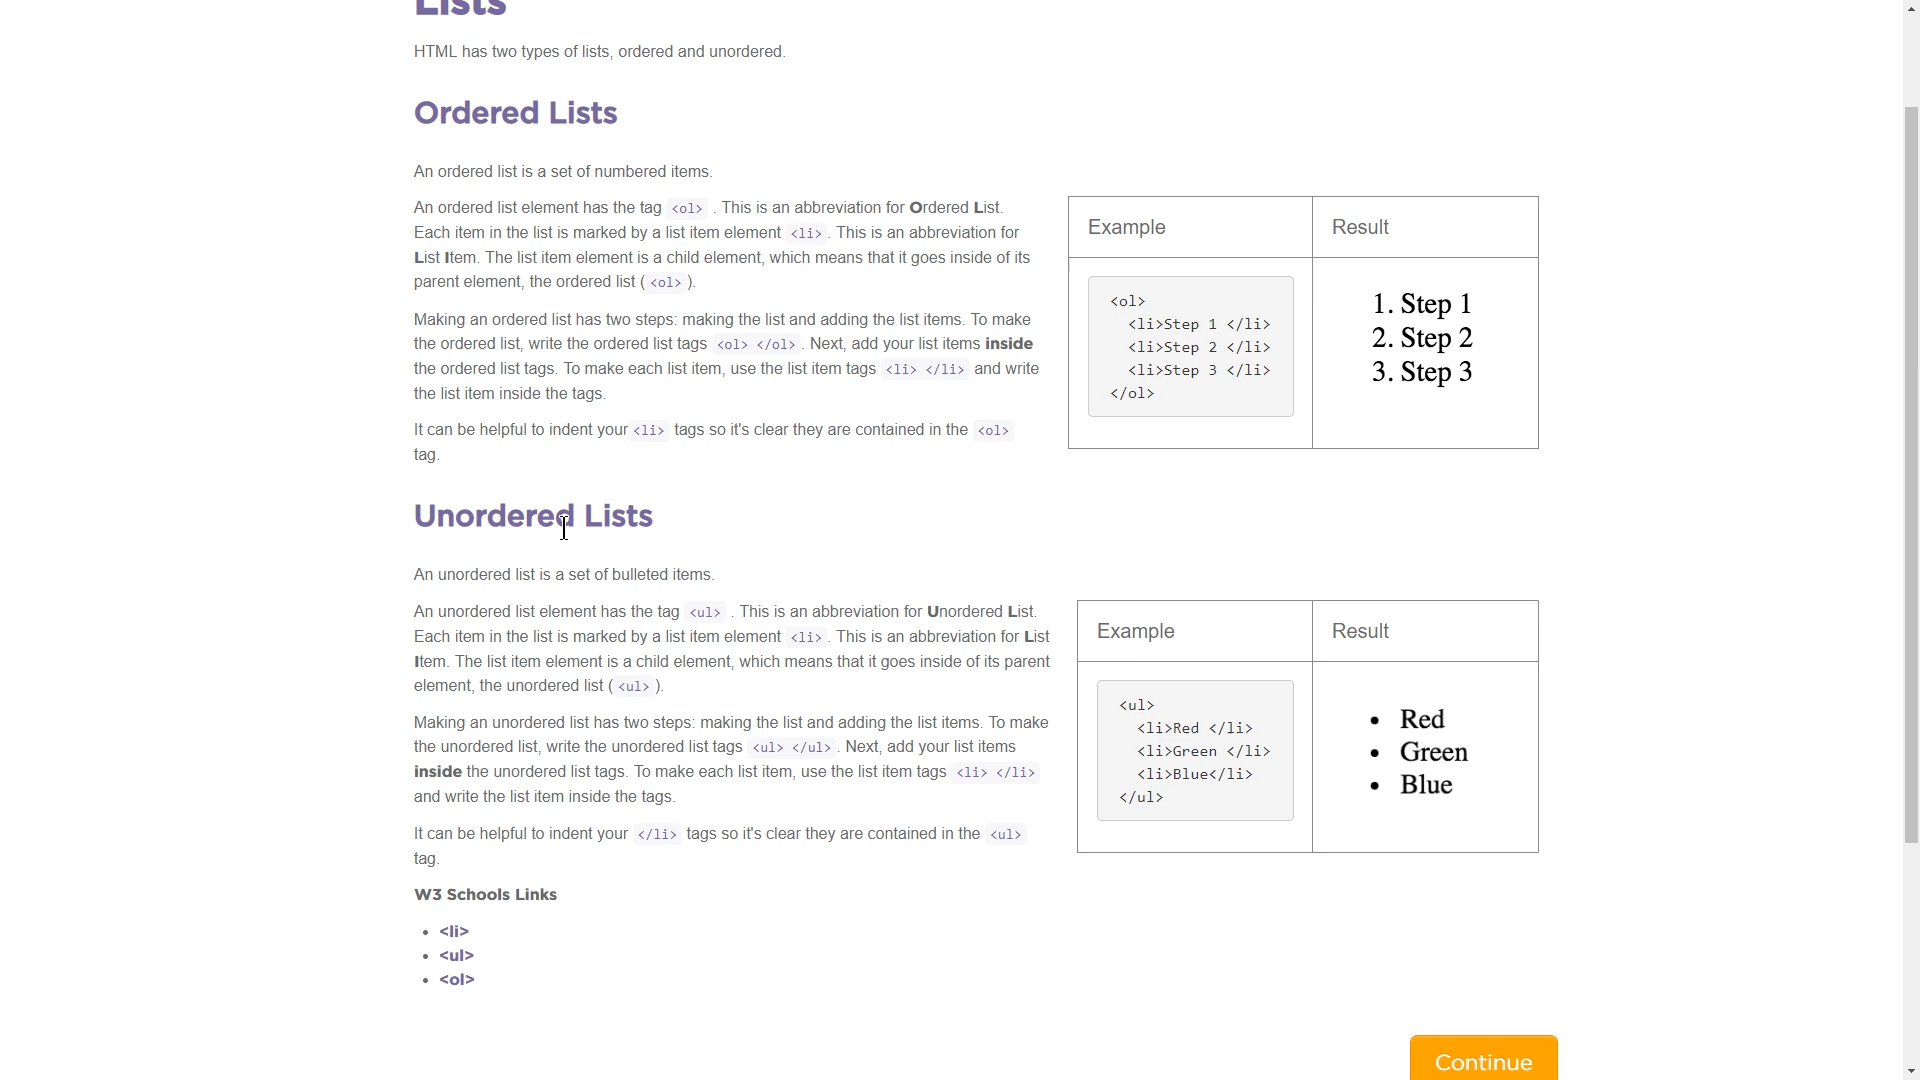 Lists
HTML has two types of lists, ordered and unordered.
Ordered Lists
An ordered list is a set of numbered items.
An ordered list element has the tag <ol> . This is an abbreviation for Ordered List.
Each item in the list is marked by a list item element <li> . This is an abbreviation for
List Item. The list item element is a child element, which means that it goes inside of its
parent element, the ordered list ( <ol> ).
Making an ordered list has two steps: making the list and adding the list items. To make
the ordered list, write the ordered list tags <ol> </ol> . Next, add your list items inside
the ordered list tags. To make each list item, use the list item tags <li> </li> and write
the list item inside the tags.
It can be helpful to indent your <li> tags so it's clear they are contained in the <ol>
tag.
Example
Result
<ol>
<li>Step 1 </li>
<li>Step 2 </li>
<li>Step 3 </li>
</ol>
1. Step 1
2. Step 2
3. Step 3
Unordered Lists
An unordered list is a set of bulleted items.
An unordered list element has the tag <ul> . This is an abbreviation for Unordered List.
Each item in the list is marked by a list item element <li> . This is an abbreviation for List
Item. The list item element is a child element, which means that it goes inside of its parent
element, the unordered list ( <ul> ).
Making an unordered list has two steps: making the list and adding the list items. To make
the unordered list, write the unordered list tags <ul> </ul> . Next, add your list items
inside the unordered list tags. To make each list item, use the list item tags <li> </li>
and write the list item inside the tags.
It can be helpful to indent your </li> tags so it's clear they are contained in the <ul>
tag.
Example
Result
<ul>
<li>Red </li>
<li>Green </li>
<li>Blue</li>
</ul>
• Red
• Green
• Blue
W3 Schools Links
• <li>
• <ul>
• <ol>
Continue